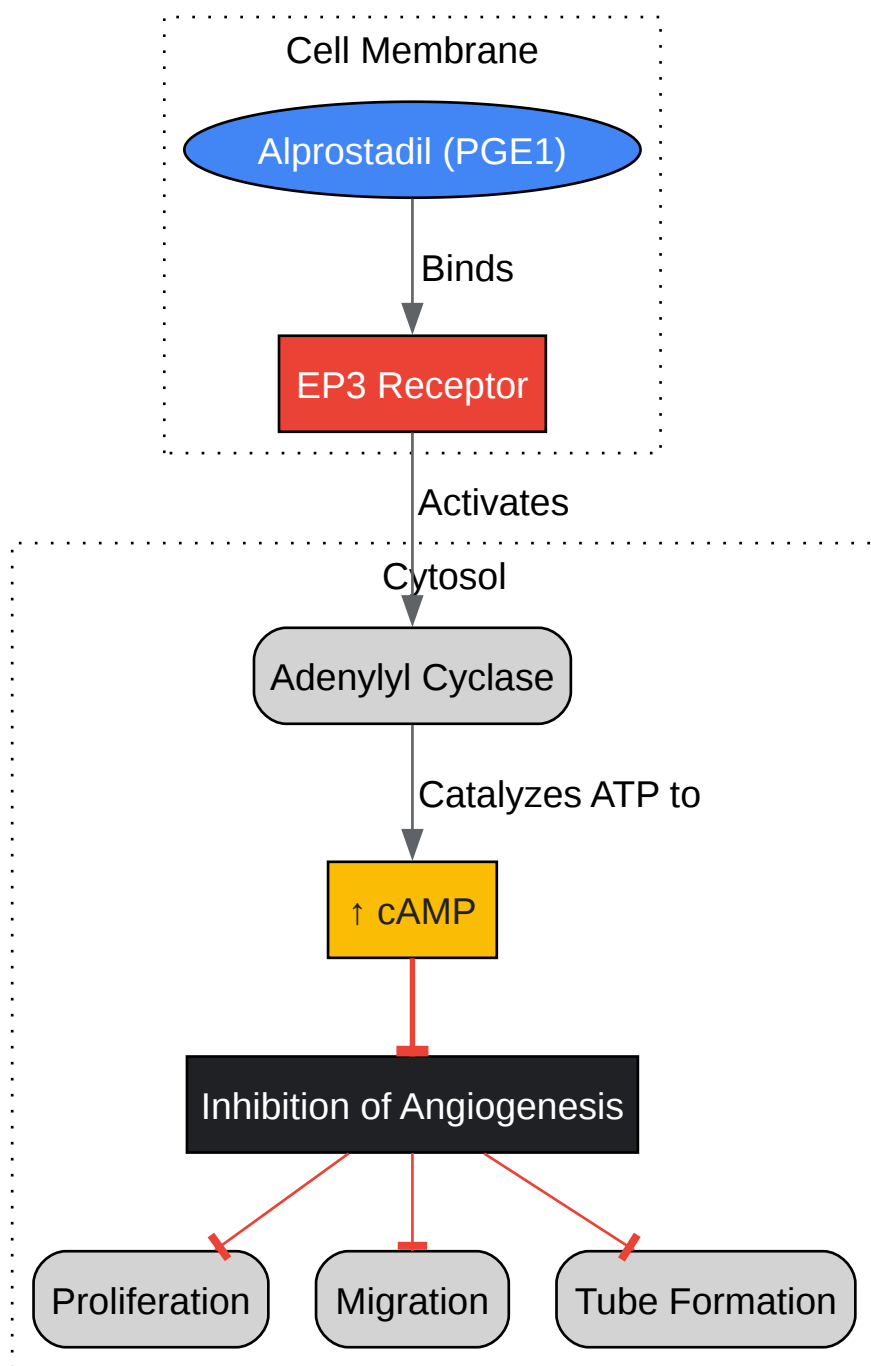 Cell Membrane
Alprostadil (PGE1)
Binds
EP3 Receptor
Activates
Cytosol
Adenylyl Cyclase
Catalyzes ATP to
↑ cAMP
Inhibition of Angiogenesis
Proliferation
Migration
Tube Formation